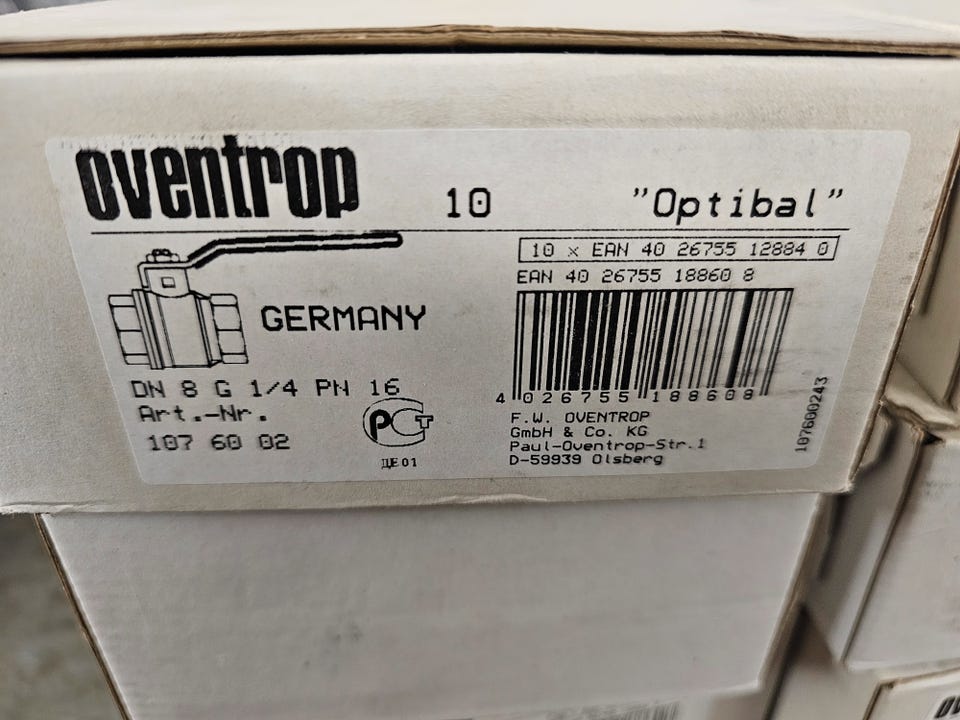 oventrop 10 "Optibal"
10 x EAN 40 26755 12884 0
EAN 40 26755 18860 8
GERMANY
DN 8 G 1/4 PN 16
Art.-Nr.
107 60 02
РСТ
ДЕ01
4 026755 188608
F.W. OVENTROP
GmbH & Co. KG
Paul-Oventrop-Str.1
D-59939 Olsberg
107600243